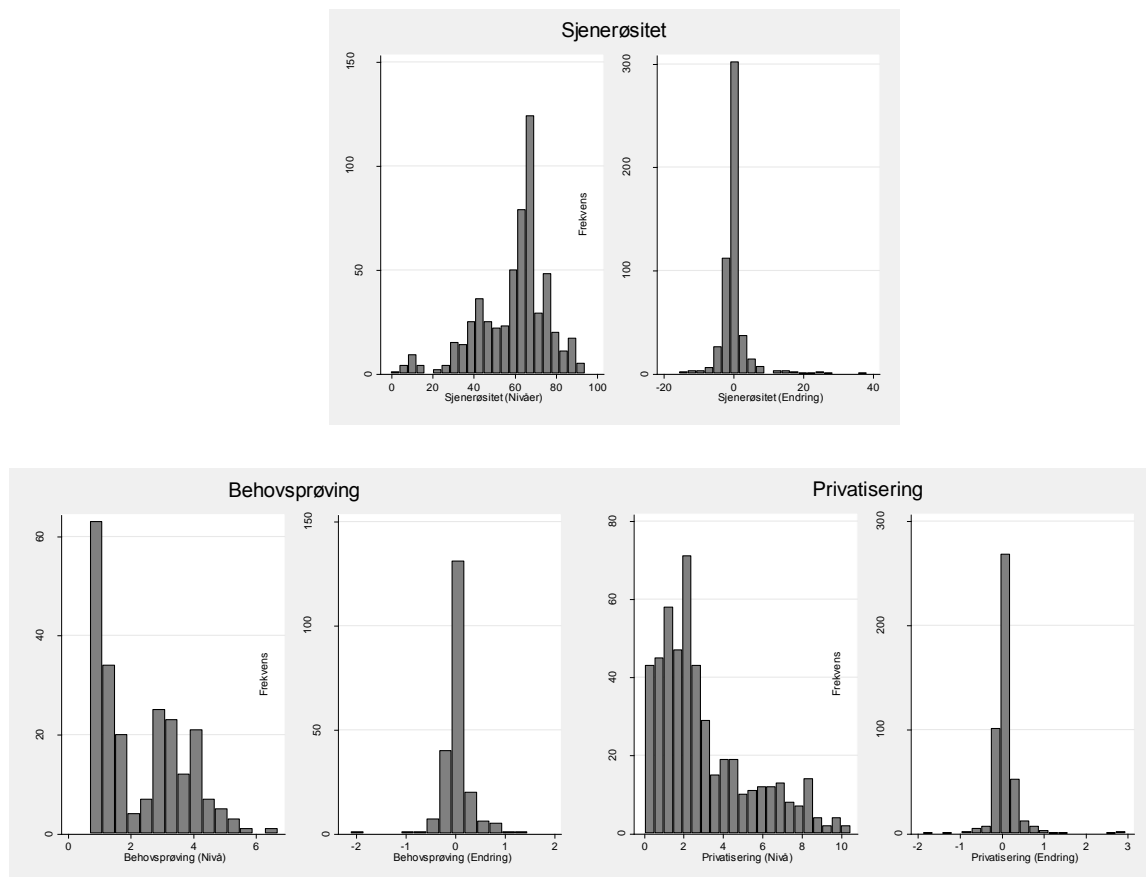 Sjenerøsitet
150
100
50
0
0 20 40 60 80 100
Sjenerøsitet (Nivåer)
Frekvens
300
200
100
0
-20 0 20 40
Sjenerøsitet (Endring)
Behovsprøving
60
40
20
0
0 2 4 6
Behovsprøving (Nivå)
Frekvens
150
100
50
0
-2 -1 0 1 2
Behovsprøving (Endring)
Privatisering
80
60
40
20
0
0 2 4 6 8 10
Privatisering (Nivå)
Frekvens
300
200
100
0
-2 -1 0 1 2 3
Privatisering (Endring)